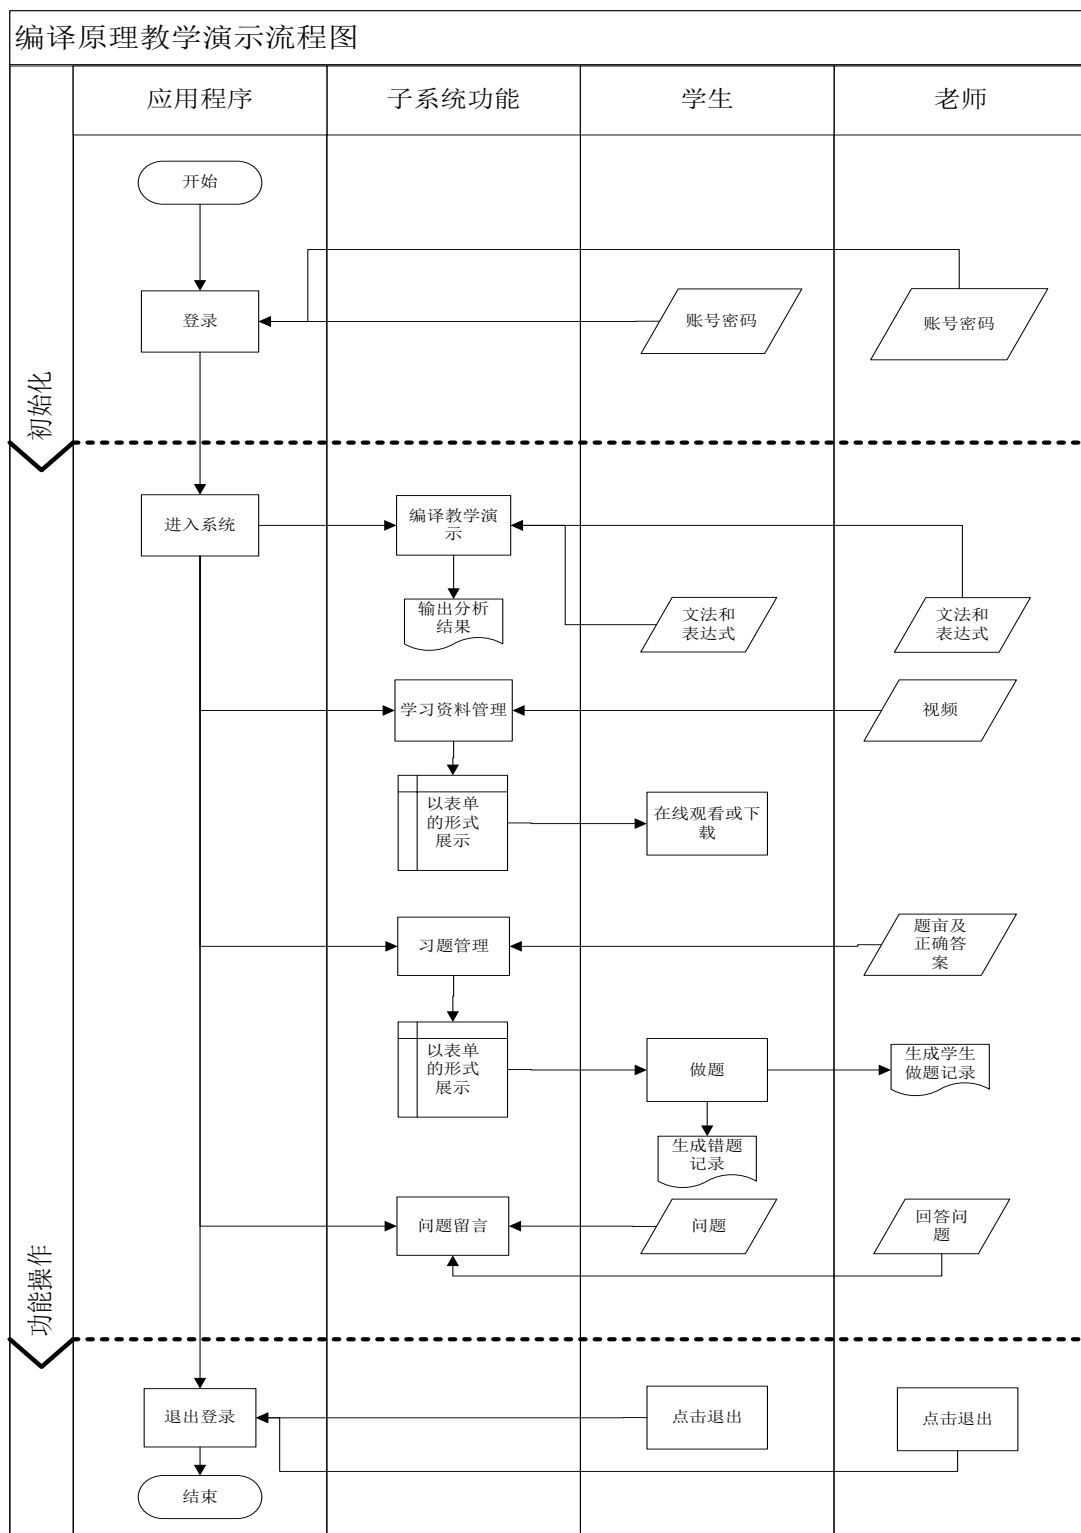 编译原理教学演示流程图
应用程序
子系统功能
学生
老师
开始
登录
账号密码
账号密码
初始化
进入系统
编译教学演
示
输出分析
结果
文法和
表达式
文法和
表达式
学习资料管理
视频
以表单
的形式
展示
在线观看或下
载
习题管理
题亩及
正确答
案
以表单
的形式
展示
做题
生成学生
做题记录
生成错题
记录
问题留言
问题
回答问
题
功能操作
退出登录
点击退出
点击退出
结束